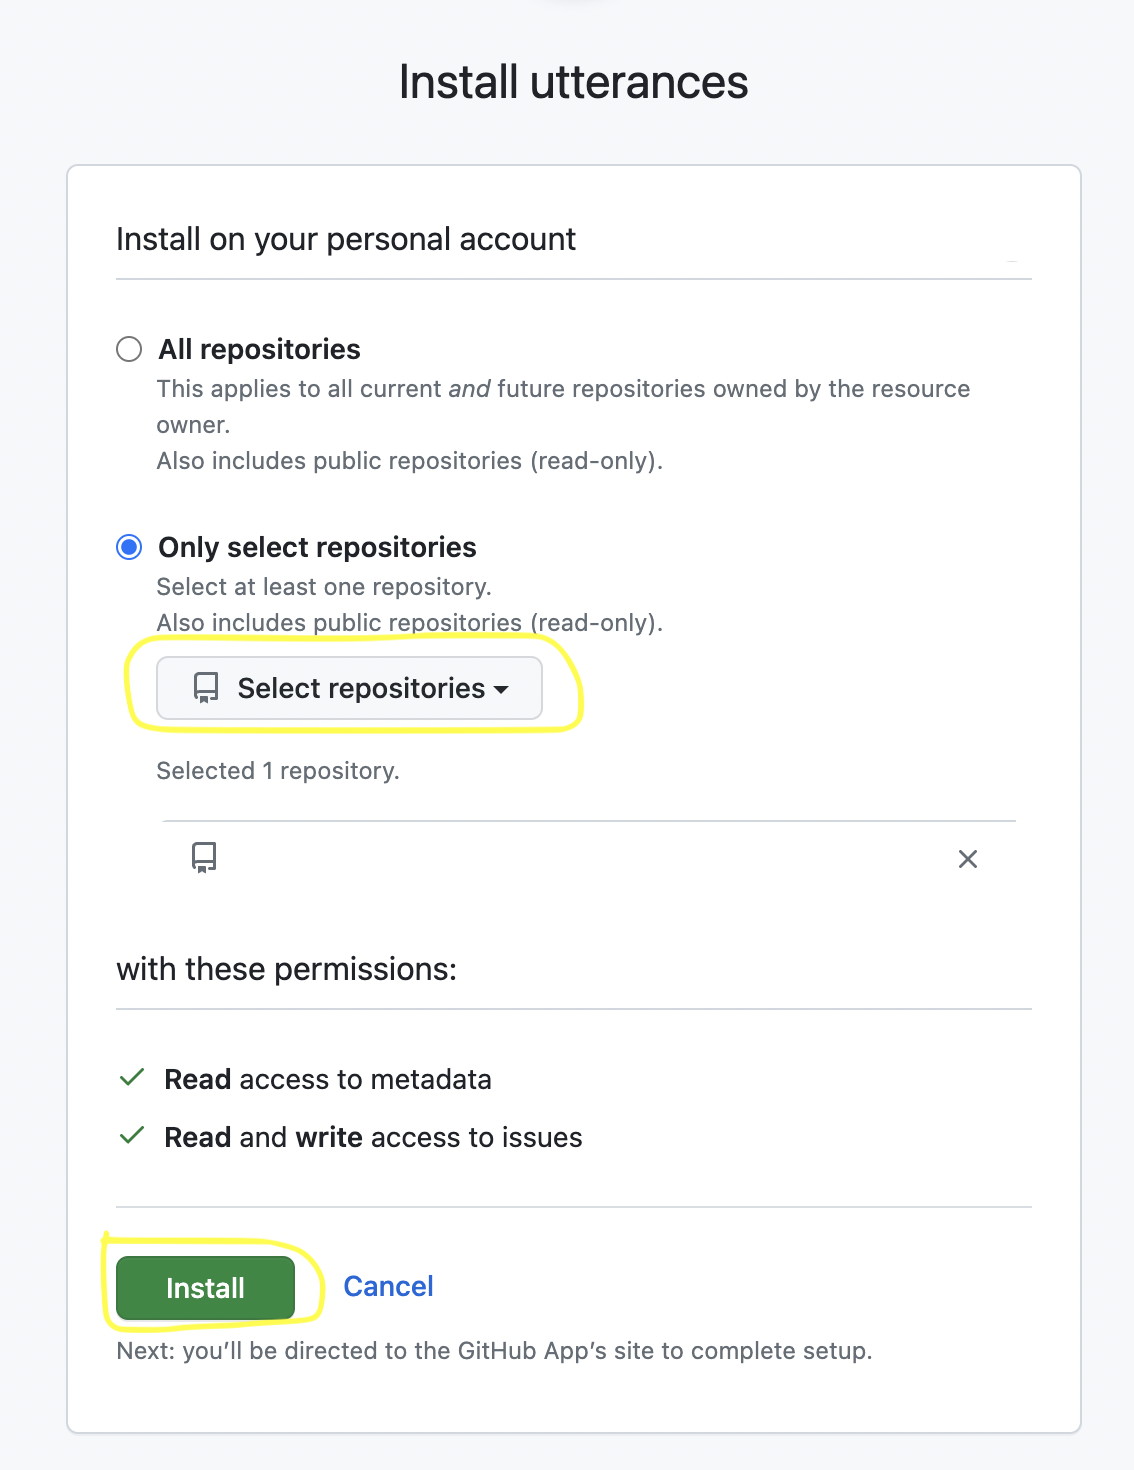 Install utterances
Install on your personal account
All repositories
This applies to all current and future repositories owned by the resource
owner.
Also includes public repositories (read-only).
Only select repositories
Select at least one repository.
Also includes public repositories (read-only).
Select repositories
Selected 1 repository.
with these permissions:
Read access to metadata
Read and write access to issues
Install Cancel
Next: you’ll be directed to the GitHub App’s site to complete setup.